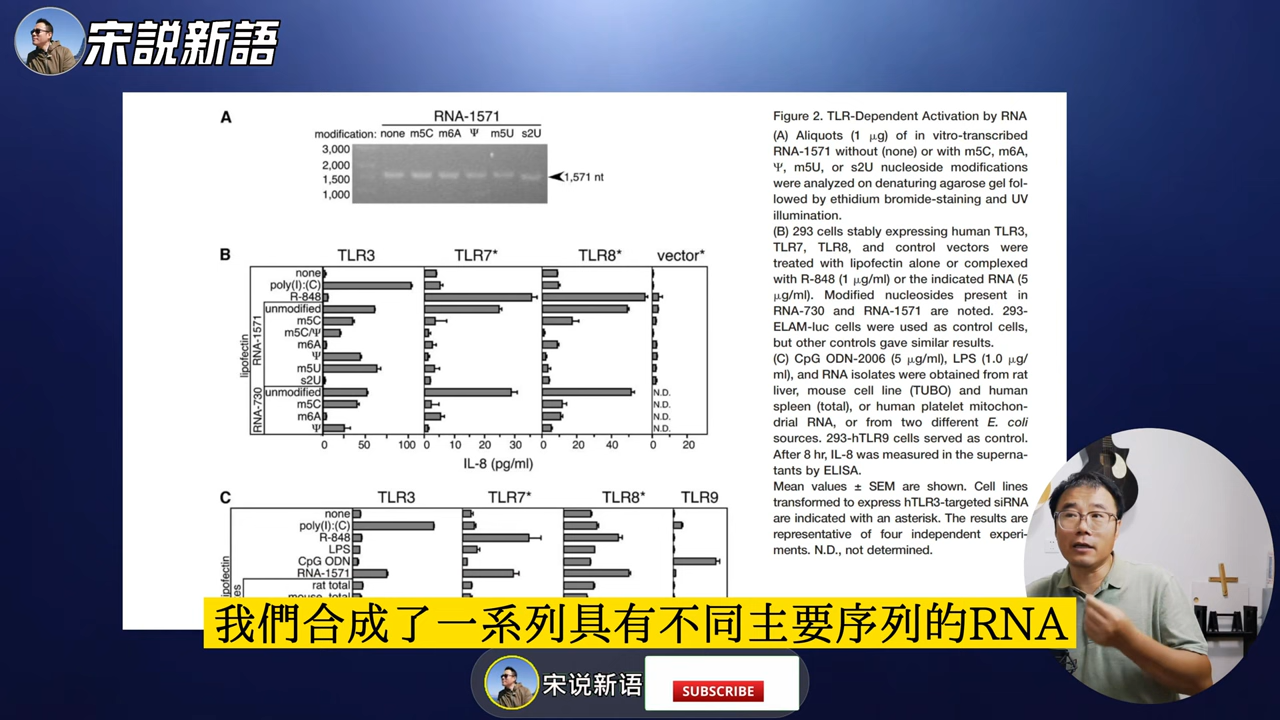 宋説新語
A
RNA-1571
modification: none m5C m6A Ψ m5U s2U
3,000
2,000
1,500
1,000
1,571 nt
B
TLR3 TLR7* TLR8* vector*
none
poly(I):(C)
R-848
lipofectin
RNA-1571
unmodified
m5C
m5C/Ψ
m6A
Ψ
m5U
s2U
RNA-730
unmodified N.D.
m5C N.D.
m6A N.D.
Ψ N.D.
0 50 100 0 10 20 30 0 20 40 0 20
IL-8 (pg/ml)
C
TLR3 TLR7* TLR8* TLR9
none
poly(I):(C)
R-848
LPS
CpG ODN
RNA-1571
rat total
Figure 2. TLR-Dependent Activation by RNA
(A) Aliquots (1 μg) of in vitro-transcribed
RNA-1571 without (none) or with m5C, m6A,
Ψ, m5U, or s2U nucleoside modifications
were analyzed on denaturing agarose gel fol-
lowed by ethidium bromide-staining and UV
illumination.
(B) 293 cells stably expressing human TLR3,
TLR7, TLR8, and control vectors were
treated with lipofectin alone or complexed
with R-848 (1 μg/ml) or the indicated RNA (5
μg/ml). Modified nucleosides present in
RNA-730 and RNA-1571 are noted. 293-
ELAM-luc cells were used as control cells,
but other controls gave similar results.
(C) CpG ODN-2006 (5 μg/ml), LPS (1.0 μg/
ml), and RNA isolates were obtained from rat
liver, mouse cell line (TUBO) and human
spleen (total), or human platelet mitochon-
drial RNA, or from two different E. coli
sources. 293-hTLR9 cells served as control.
After 8 hr, IL-8 was measured in the superna-
tants by ELISA.
Mean values ± SEM are shown. Cell lines
transformed to express hTLR3-targeted siRNA
are indicated with an asterisk. The results are
representative of four independent experi-
ments. N.D., not determined.
我們合成了一系列具有不同主要序列的RNA
宋说新语
SUBSCRIBE